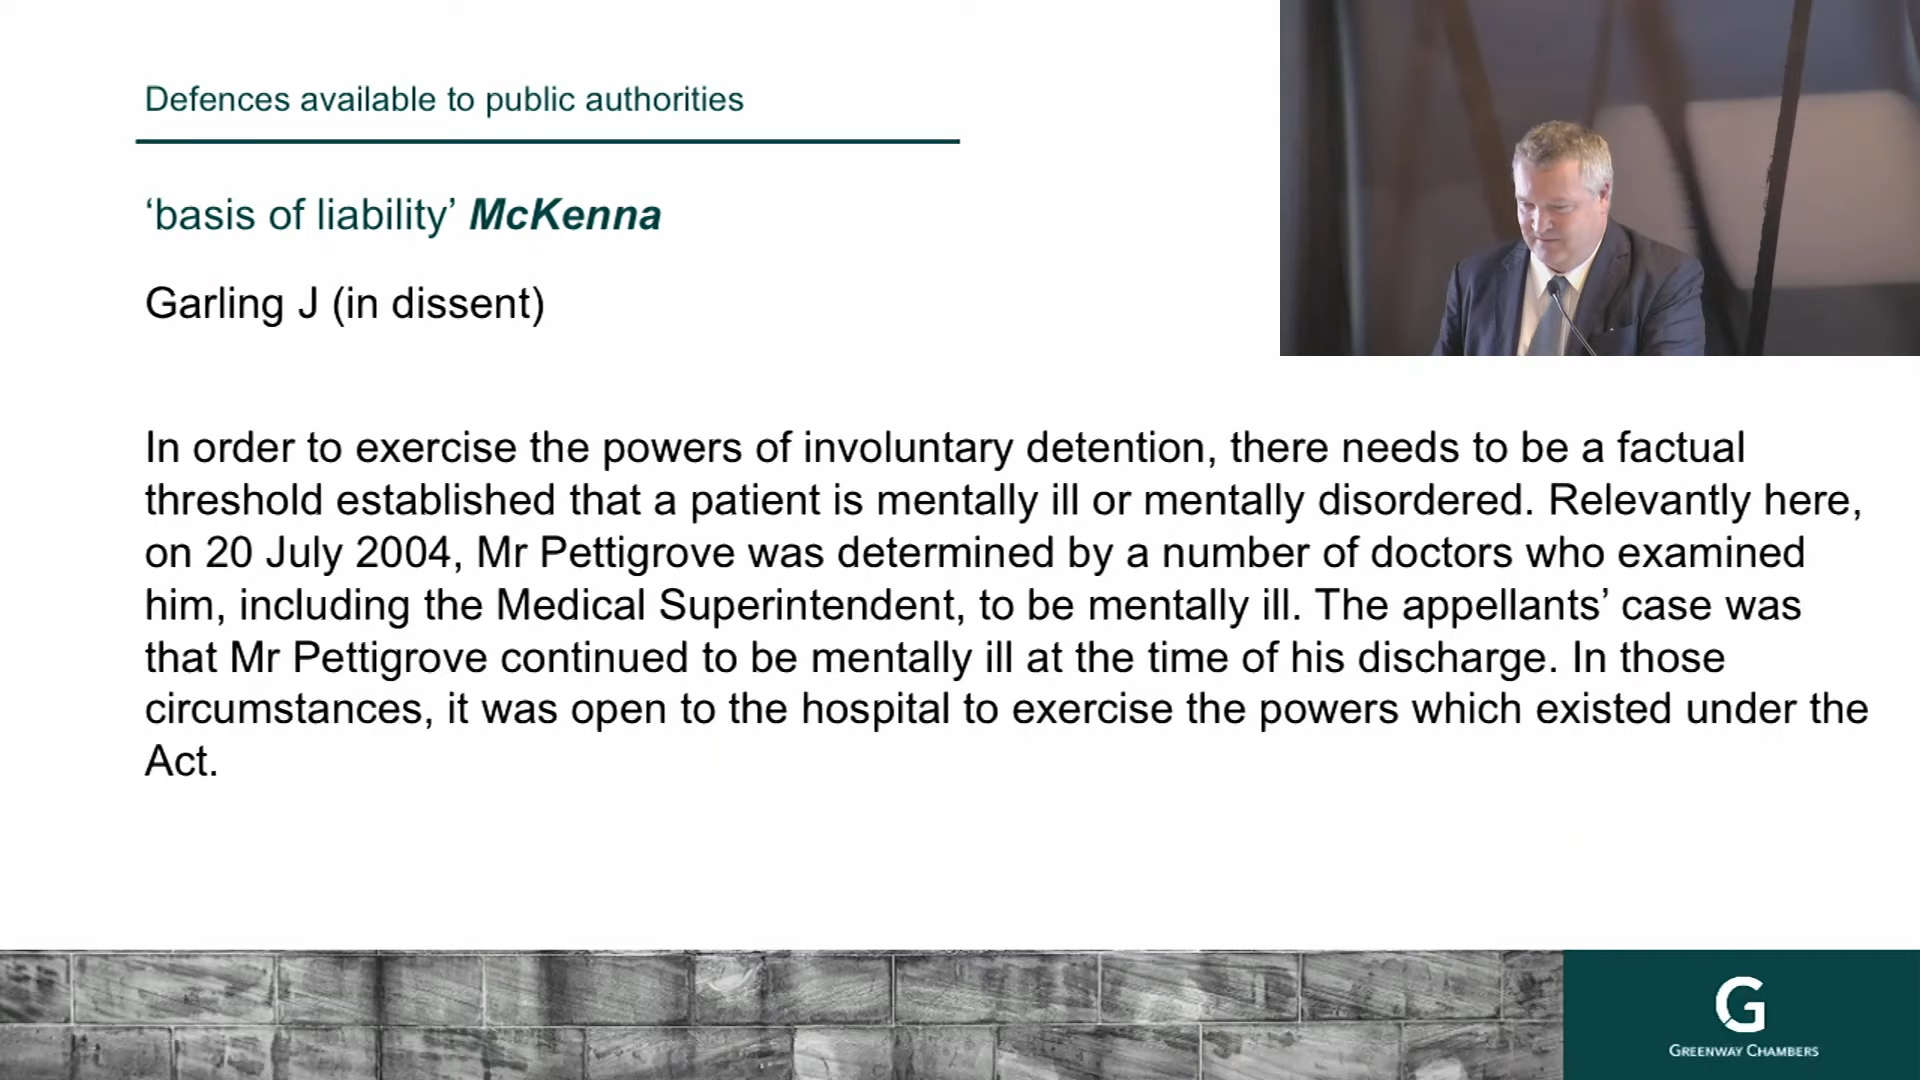 Defences available to public authorities
‘basis of liability’ McKenna
Garling J (in dissent)
In order to exercise the powers of involuntary detention, there needs to be a factual
threshold established that a patient is mentally ill or mentally disordered. Relevantly here,
on 20 July 2004, Mr Pettigrove was determined by a number of doctors who examined
him, including the Medical Superintendent, to be mentally ill. The appellants’ case was
that Mr Pettigrove continued to be mentally ill at the time of his discharge. In those
circumstances, it was open to the hospital to exercise the powers which existed under the
Act.
G
GREENWAY CHAMBERS